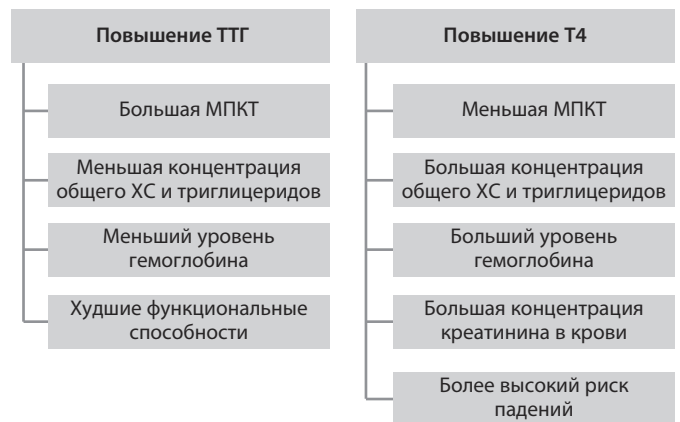 Повышение ТТГ
Большая МПКТ
Меньшая концентрация
общего ХС и триглицеридов
Меньший уровень
гемоглобина
Худшие функциональные
способности
Повышение Т4
Меньшая МПКТ
Большая концентрация
общего ХС и триглицеридов
Больший уровень
гемоглобина
Большая концентрация
креатинина в крови
Более высокий риск
падений